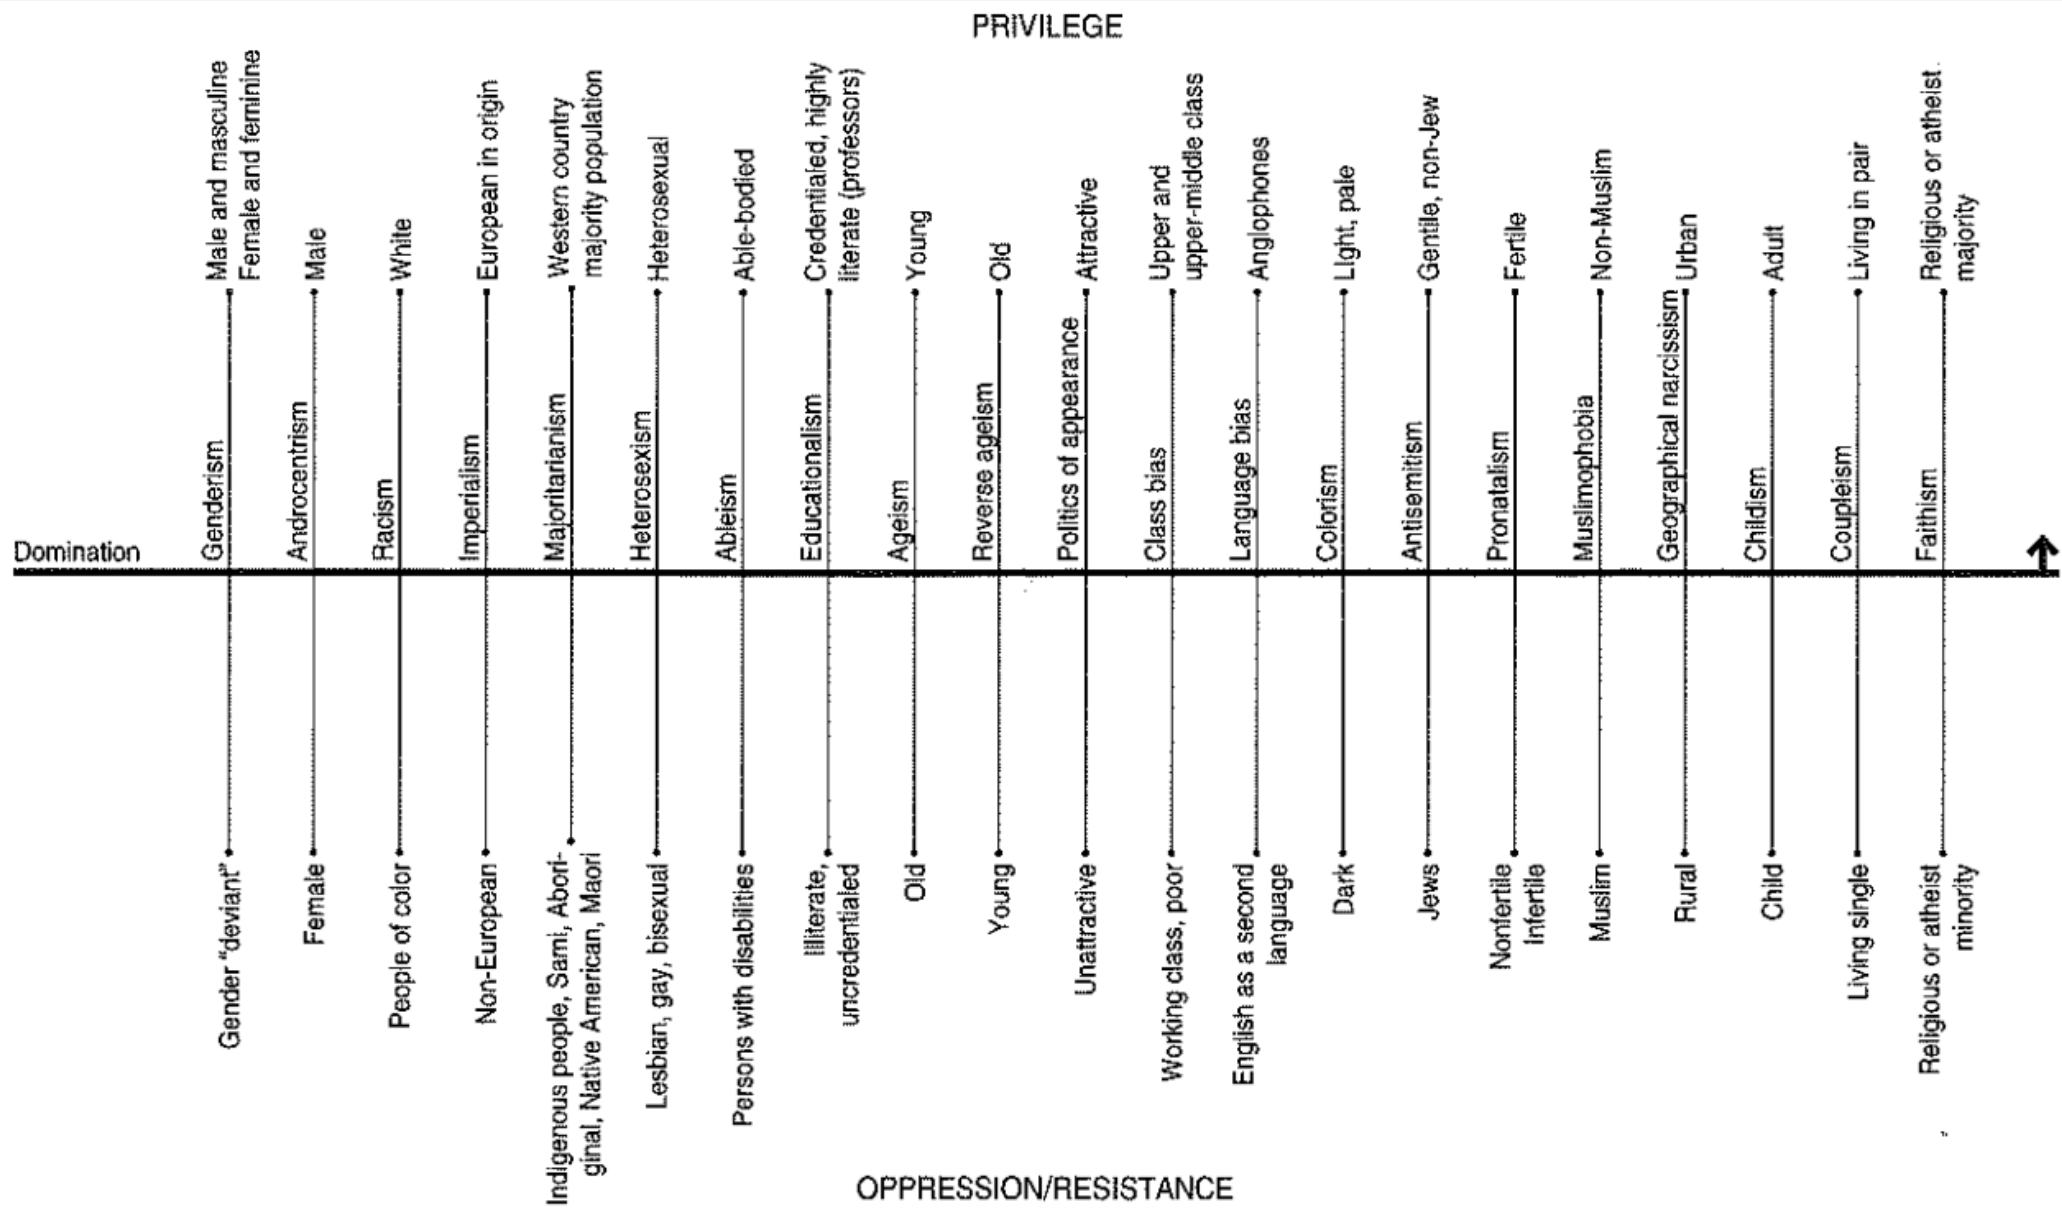 PRIVILEGE
Male and masculine
Female and feminine
Male
White
European in origin
Western country
majority population
Heterosexual
Able-bodied
Credentialed, highly
literate (professors)
Young
Old
Attractive
Upper and
upper-middle class
Anglophones
Light, pale
Gentile, non-Jew
Fertile
Non-Muslim
Urban
Adult
Living in pair
Religious or atheist
majority
Domination
Genderism
Androcentrism
Racism
Imperialism
Majoritarianism
Heterosexism
Ableism
Educationalism
Ageism
Reverse ageism
Politics of appearance
Class bias
Language bias
Colorism
Antisemitism
Pronatalism
Muslimophobia
Geographical narcissism
Childism
Coupleism
Faithism
Gender "deviant"
Female
People of color
Non-European
Indigenous people, Sami, Abori-
ginal, Native American, Maori
Lesbian, gay, bisexual
Persons with disabilities
Illiterate,
uncredentialed
Old
Young
Unattractive
Working class, poor
English as a second
language
Dark
Jews
Nonfertile
Infertile
Muslim
Rural
Child
Living single
Religious or atheist
minority
OPPRESSION/RESISTANCE